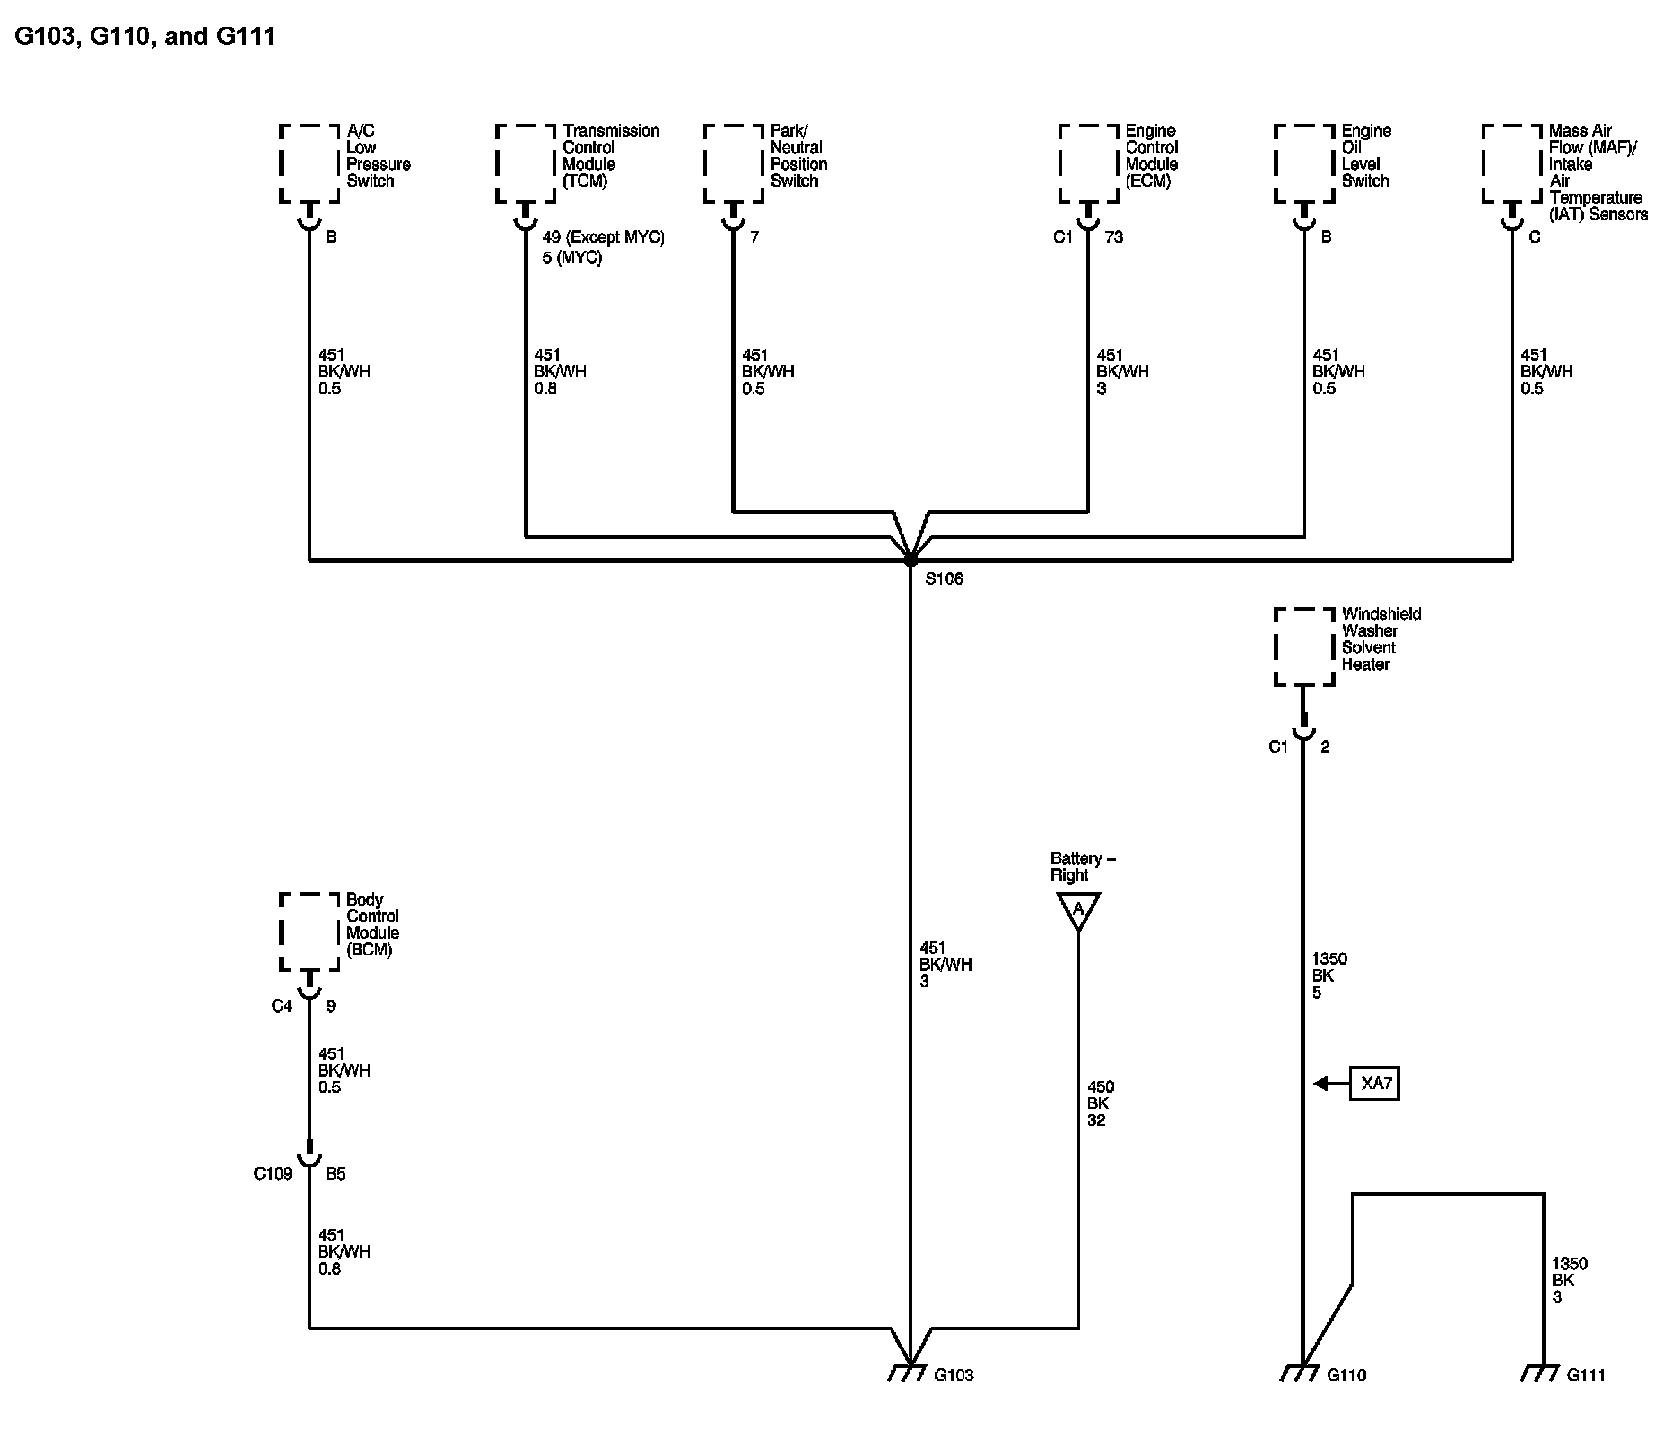 G103, G110, and G111
A/C
Low
Pressure
Switch
Transmission
Control
Module
(TCM)
Park/
Neutral
Position
Switch
Engine
Control
Module
(ECM)
Engine
Oil
Level
Switch
Mass Air
Flow (MAF)/
Intake
Air
Temperature
(IAT) Sensors
B
49 (Except MYC)
5 (MYC)
7
C1 73
B
C
451
BK/WH
0.5
451
BK/WH
0.8
451
BK/WH
0.5
451
BK/WH
3
451
BK/WH
0.5
451
BK/WH
0.5
S106
Windshield
Washer
Solvent
Heater
C1 2
Battery –
Right
A
Body
Control
Module
(BCM)
C4 9
451
BK/WH
3
1350
BK
5
451
BK/WH
0.5
450
BK
32
XA7
C109 B5
451
BK/WH
0.8
1350
BK
3
G103
G110
G111